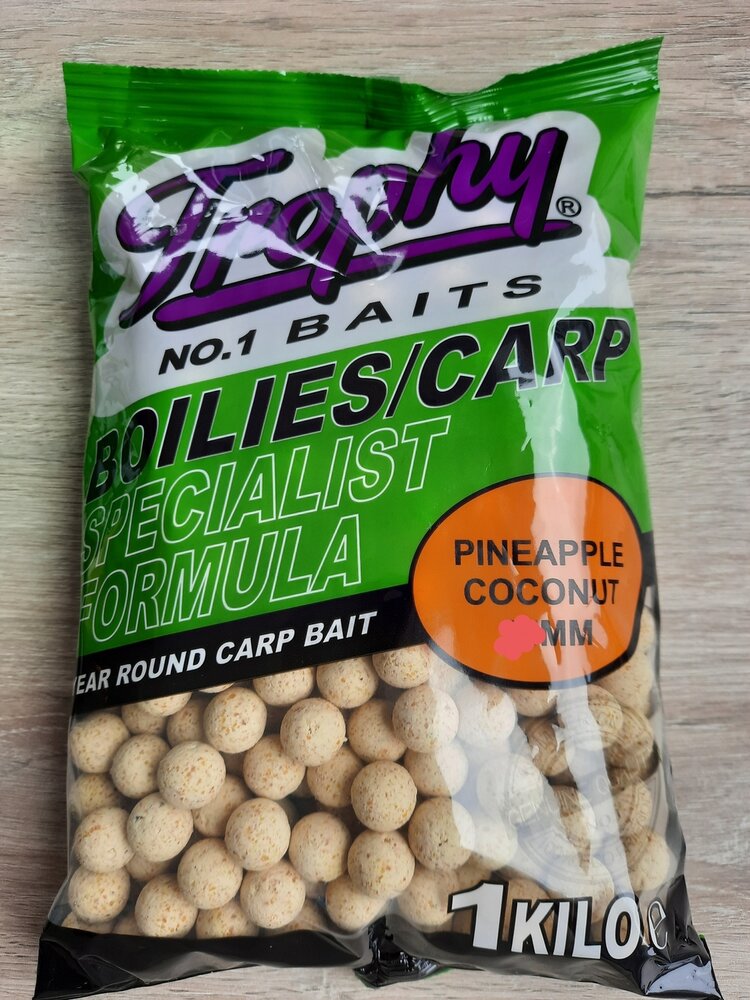 Trophy®
NO.1 BAITS
BOILIES/CARP
SPECIALIST
FORMULA
EAR ROUND CARP BAIT
PINEAPPLE
COCONUT
MM
1KILO e